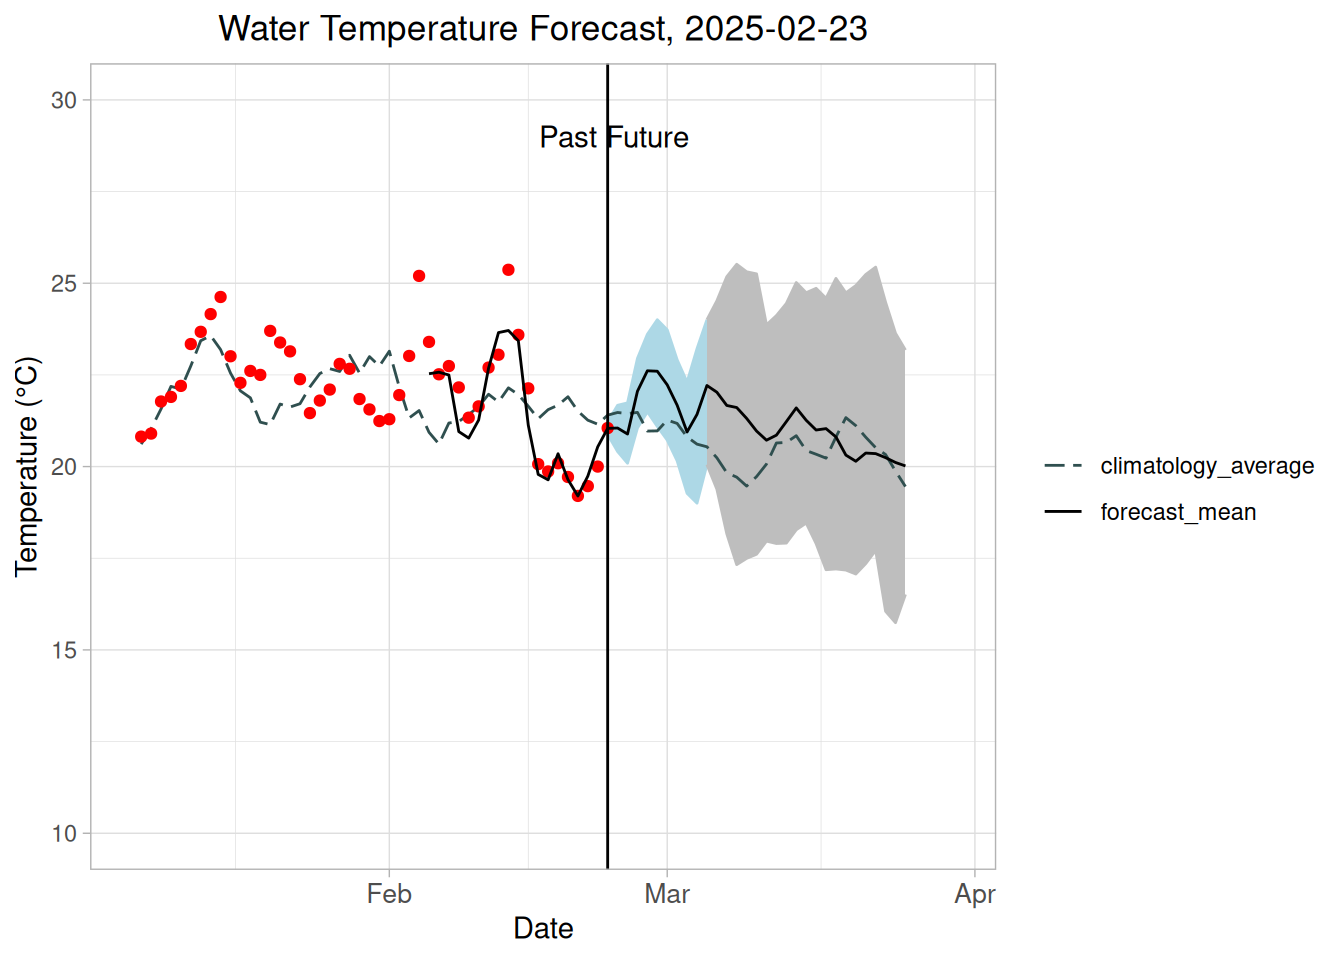 Water Temperature Forecast, 2025-02-23
30
Past Future
25
20
15
10
Temperature (°C)
climatology_average
forecast_mean
Feb Mar Apr
Date